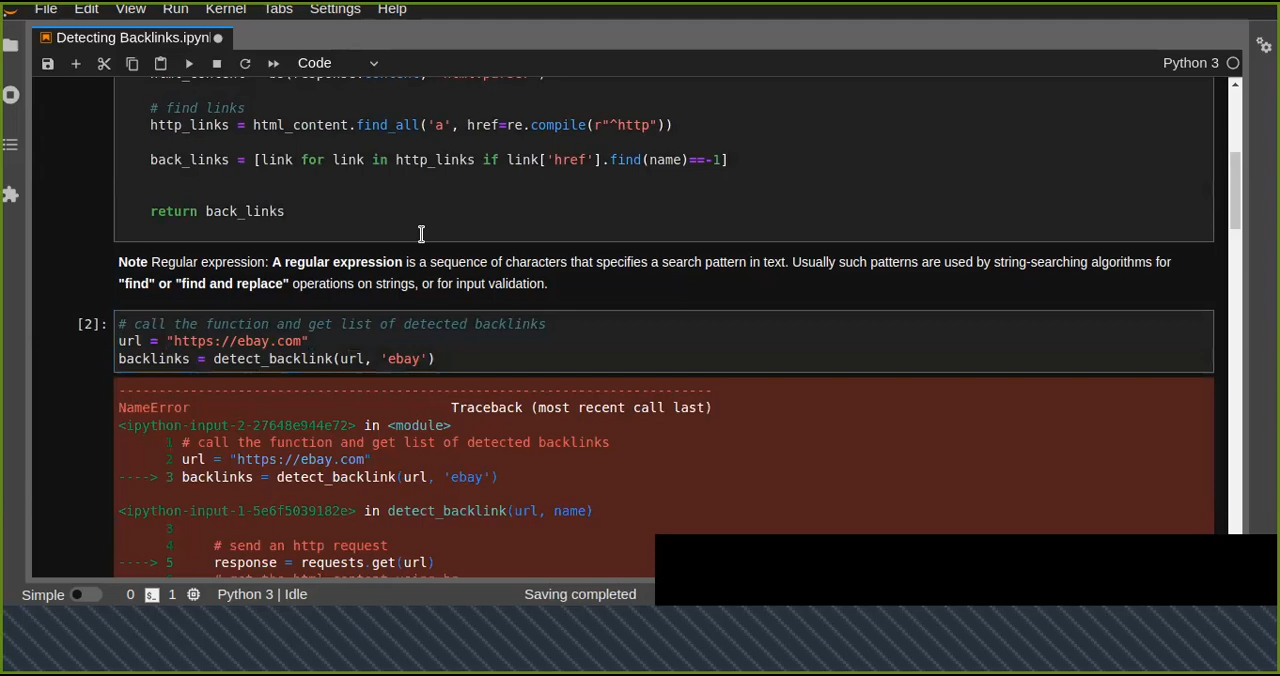 File Edit View Run Kernel Tabs Settings Help
Detecting Backlinks.ipynl
Code
Python 3
# find links
http_links = html_content.find_all('a', href=re.compile(r"^http"))
back_links = [link for link in http_links if link['href'].find(name)==-1]
return back_links
Note Regular expression: A regular expression is a sequence of characters that specifies a search pattern in text. Usually such patterns are used by string-searching algorithms for
"find" or "find and replace" operations on strings, or for input validation.
[2]:
# call the function and get list of detected backlinks
url = "https://ebay.com"
backlinks = detect_backlink(url, 'ebay')
---------------------------------------------------------------------------
NameError Traceback (most recent call last)
<ipython-input-2-27648e944e72> in <module>
1 # call the function and get list of detected backlinks
2 url = "https://ebay.com"
----> 3 backlinks = detect_backlink(url, 'ebay')
<ipython-input-1-5e6f5039182e> in detect_backlink(url, name)
3
4 # send an http request
----> 5 response = requests.get(url)
Simple 0 1 Python 3 | Idle Saving completed